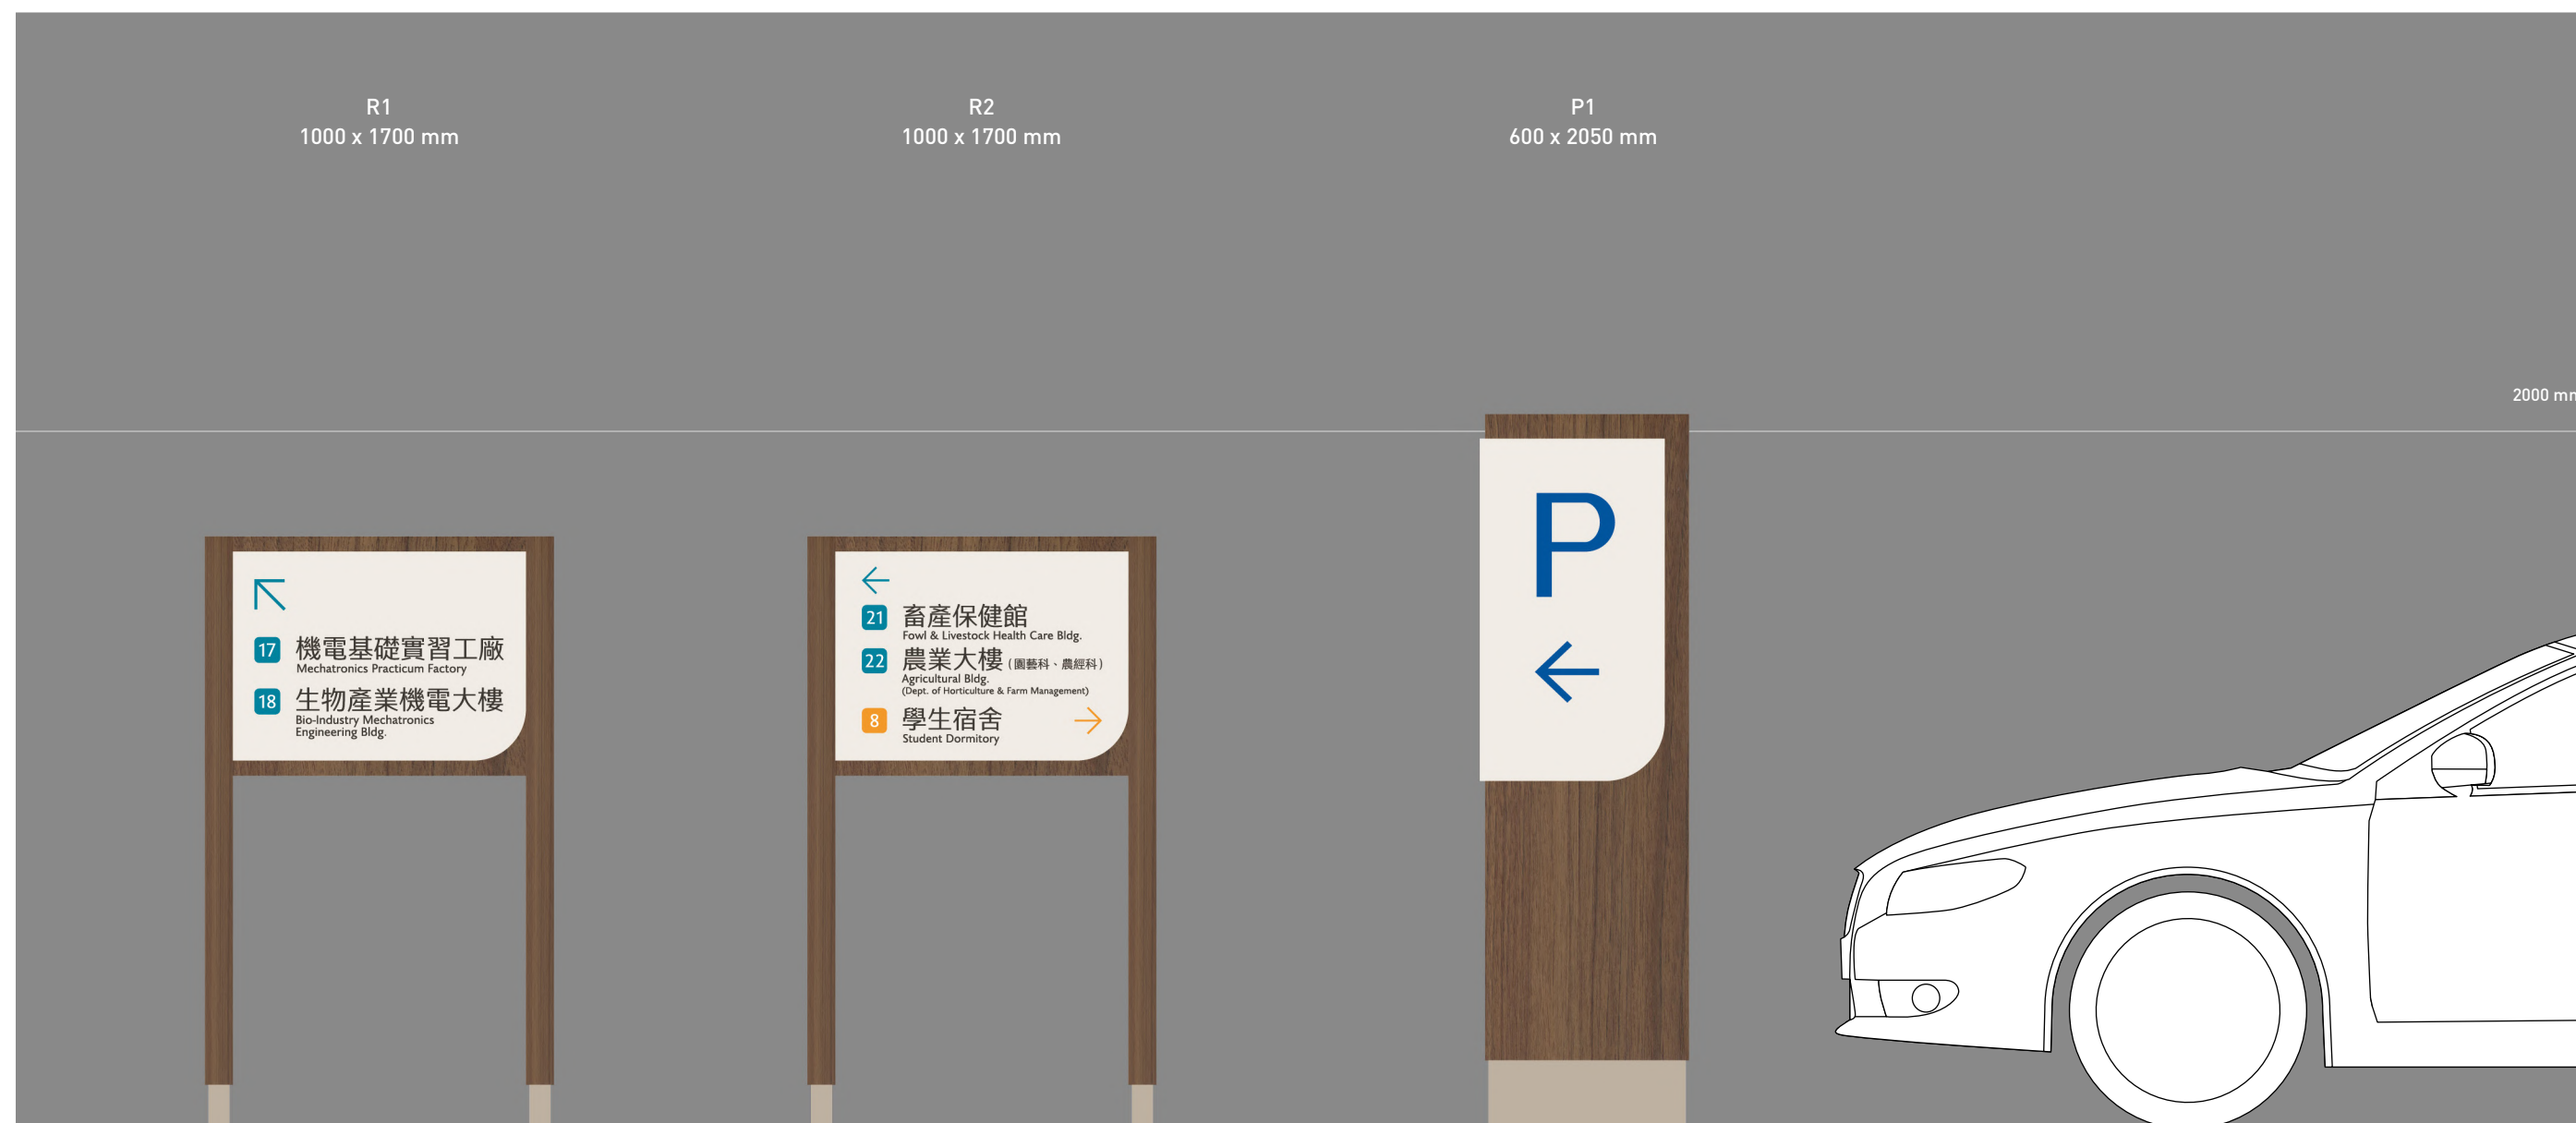 R1
1000 x 1700 mm
R2
1000 x 1700 mm
P1
600 x 2050 mm
2000 mm
17 機電基礎實習工廠
Mechatronics Practicum Factory
18 生物產業機電大樓
Bio-Industry Mechatronics
Engineering Bldg.
21 畜產保健館
Fowl & Livestock Health Care Bldg.
22 農業大樓 (園藝科、農經科)
Agricultural Bldg.
(Dept. of Horticulture & Farm Management)
8 學生宿舍
Student Dormitory
P